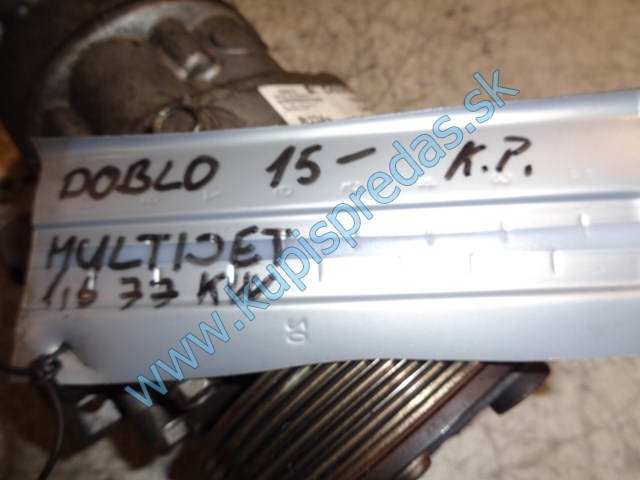 DOBLO 15- K.P.
MULTIJET
1,6 77 KW
www.kupispredas.sk